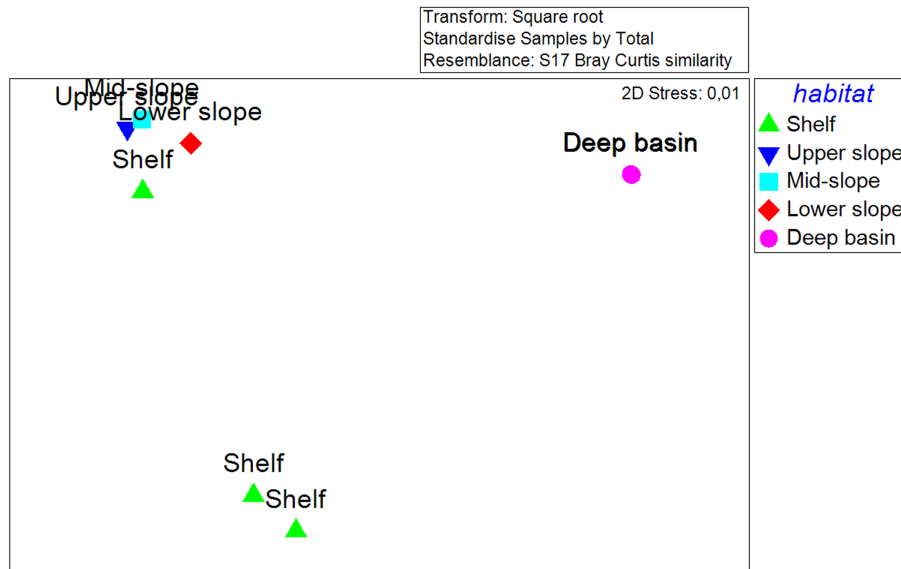 Transform: Square root
Standardise Samples by Total
Resemblance: S17 Bray Curtis similarity
2D Stress: 0,01
Mid-slope
Upper slope
Lower slope
Shelf
Deep basin
Shelf
Shelf
habitat
Shelf
Upper slope
Mid-slope
Lower slope
Deep basin